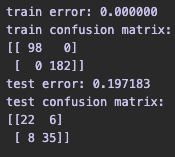 train error: 0.000000
train confusion matrix:
[[ 98   0]
 [  0 182]]
test error: 0.197183
test confusion matrix:
[[22  6]
 [ 8 35]]